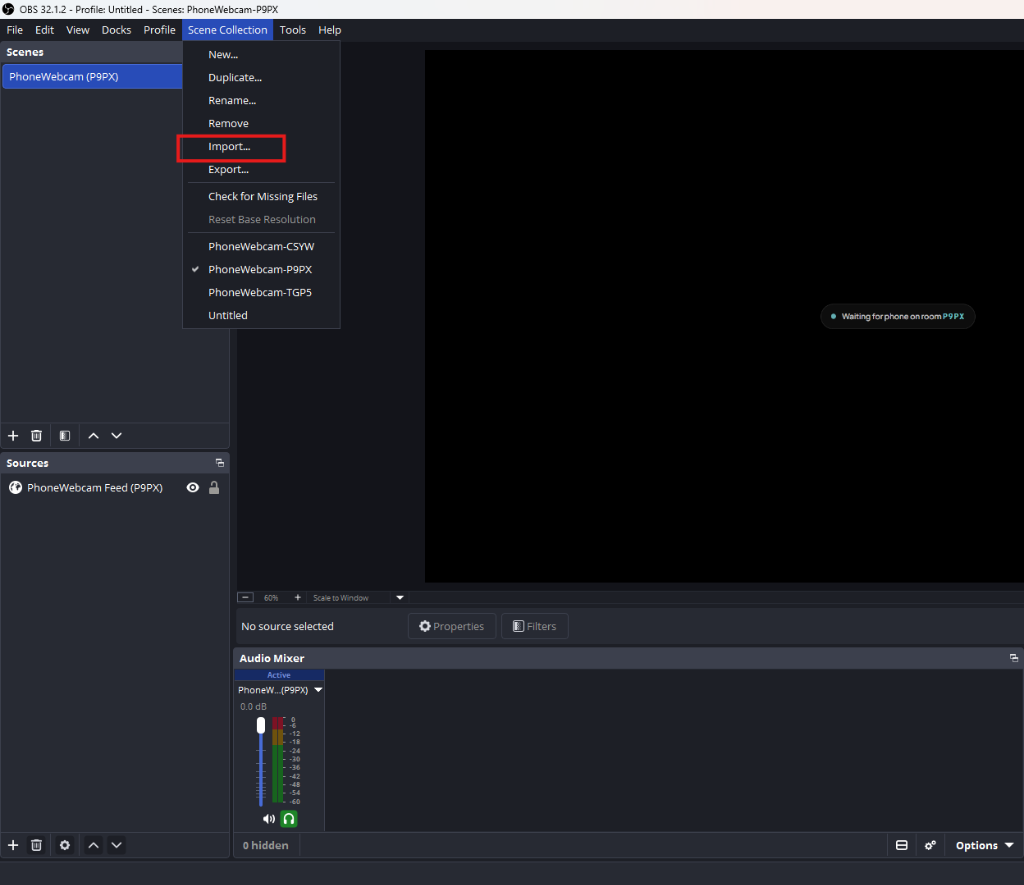 OBS 32.1.2 - Profile: Untitled - Scenes: PhoneWebcam-P9PX
File Edit View Docks Profile Scene Collection Tools Help
Scenes
PhoneWebcam (P9PX)
New...
Duplicate...
Rename...
Remove
Import...
Export...
Check for Missing Files
Reset Base Resolution
PhoneWebcam-CSYW
PhoneWebcam-P9PX
PhoneWebcam-TGP5
Untitled
Waiting for phone on room P9PX
Sources
PhoneWebcam Feed (P9PX)
60% Scale to Window
No source selected Properties Filters
Audio Mixer
Active
PhoneW...(P9PX)
0.0 dB
0
-6
-12
-18
-24
-30
-36
-42
-48
-54
-60
0 hidden Options